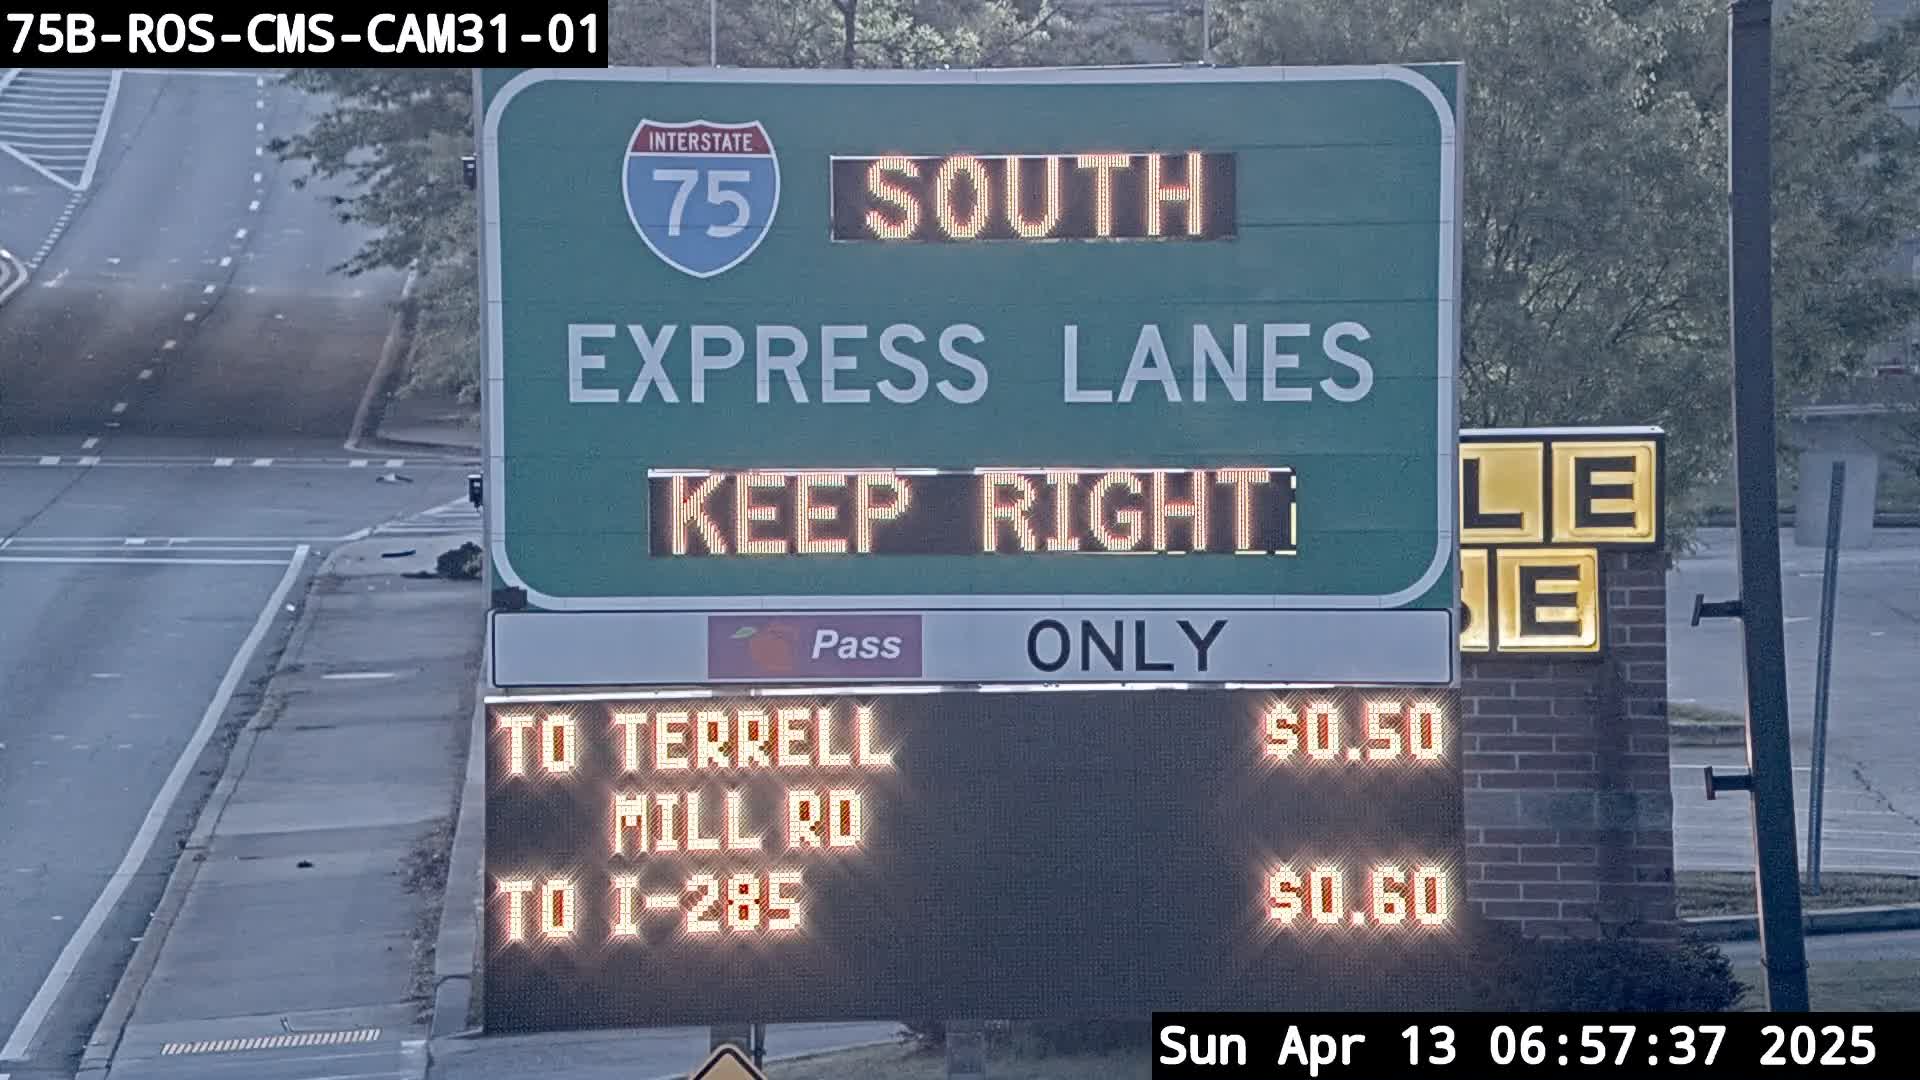 75B-ROS-CMS-CAM31-01
INTERSTATE
75
SOUTH
EXPRESS LANES
KEEP RIGHT
Pass ONLY
TO TERRELL $0.50
MILL RD
TO I-285 $0.60
LE
E
Sun Apr 13 06:57:37 2025